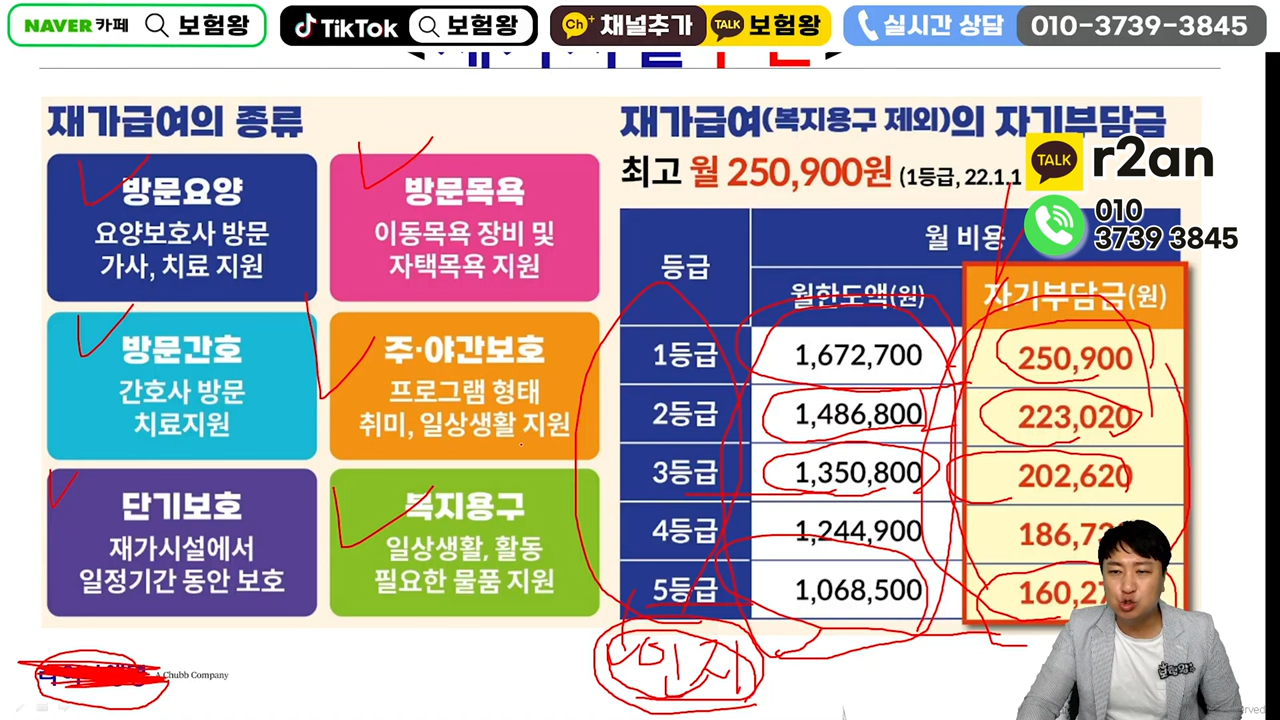 NAVER 카페 보험왕
TikTok 보험왕
Ch+ 채널추가 TALK 보험왕
실시간 상담 010-3739-3845
재가급여의 종류
방문요양
요양보호사 방문
가사, 치료 지원
방문목욕
이동목욕 장비 및
자택목욕 지원
방문간호
간호사 방문
치료지원
주·야간보호
프로그램 형태
취미, 일상생활 지원
단기보호
재가시설에서
일정기간 동안 보호
복지용구
일상생활, 활동
필요한 물품 지원
재가급여(복지용구 제외)의 자기부담금
최고 월 250,900원 (1등급, 22.1.1
TALK r2an
010
3739 3845
등급 월 비용
월한도액(원) 자기부담금(원)
1등급 1,672,700 250,900
2등급 1,486,800 223,020
3등급 1,350,800 202,620
4등급 1,244,900 186,7
5등급 1,068,500 160,2
인지
A Chubb Company
보험왕